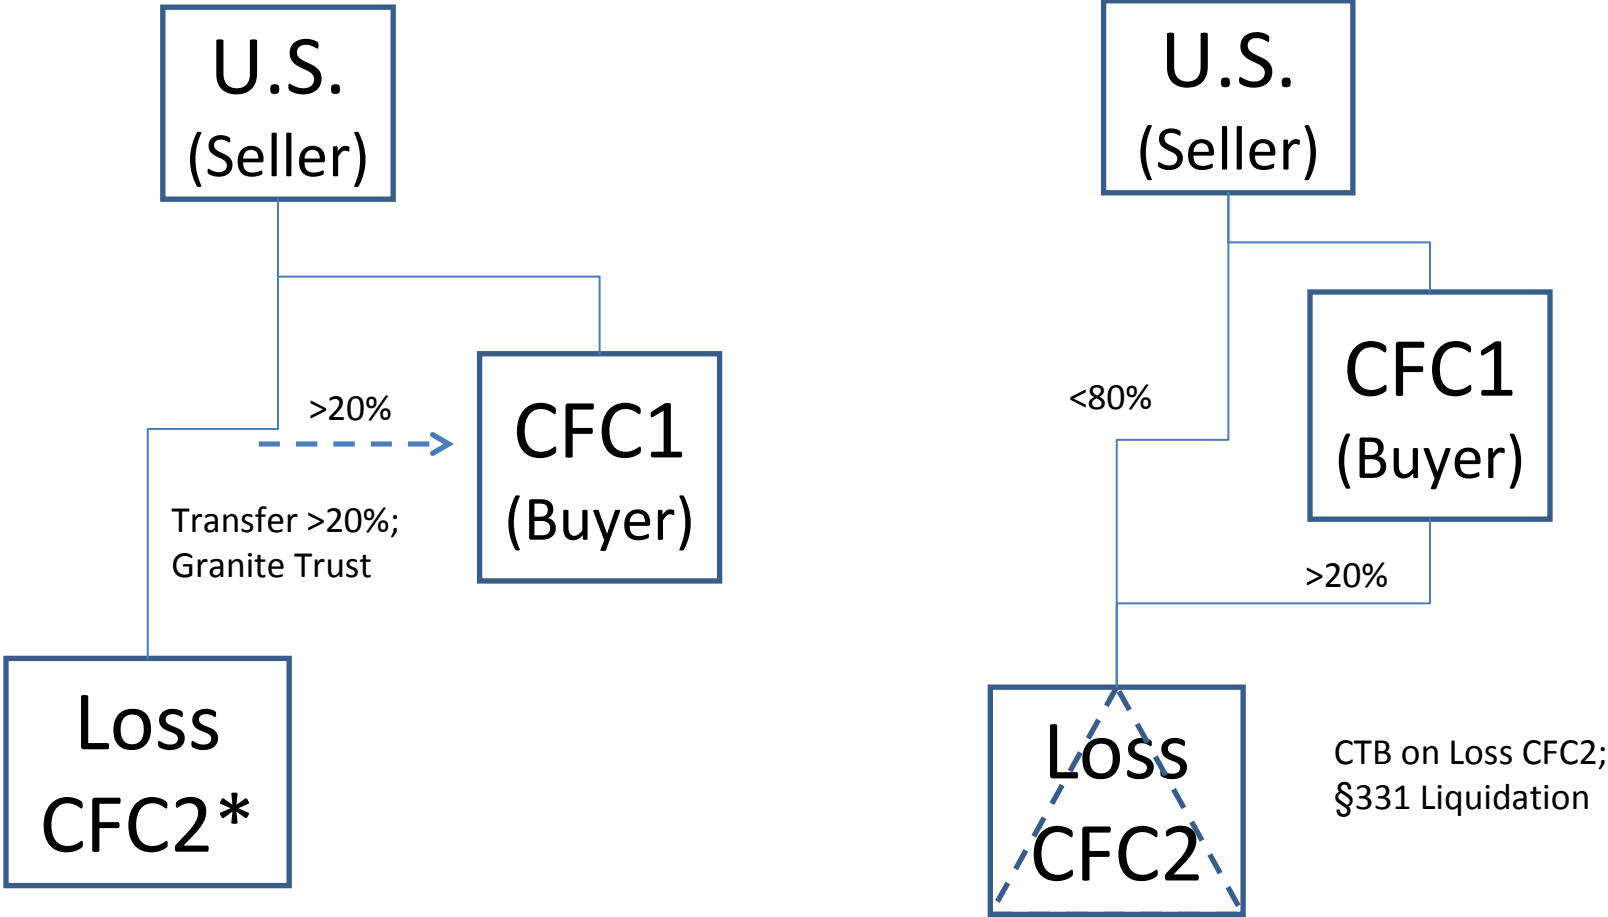 U.S.
(Seller)
>20%
CFC1
(Buyer)
Transfer >20%;
Granite Trust
Loss
CFC2*
U.S.
(Seller)
<80%
CFC1
(Buyer)
>20%
Loss
CFC2
CTB on Loss CFC2;
§331 Liquidation